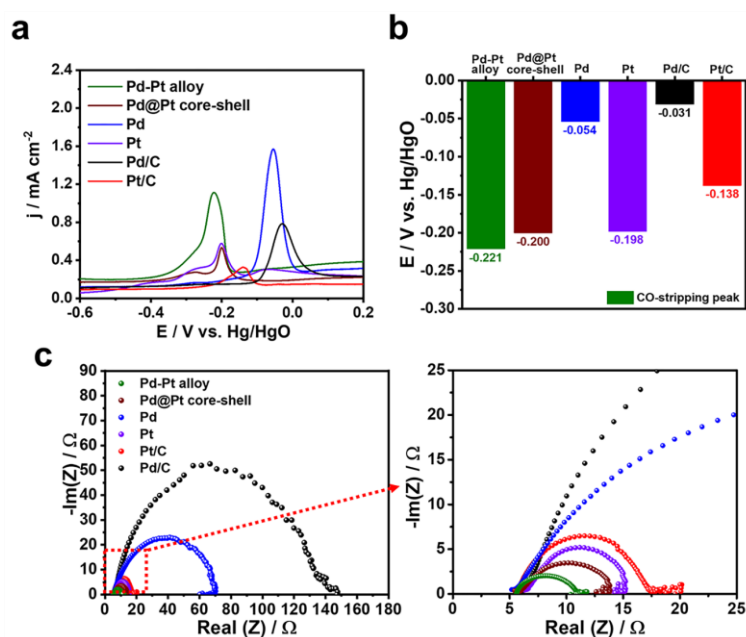 a
2.4
2.0
1.6
1.2
0.8
0.4
0.0
j / mA cm⁻²
Pd-Pt alloy
Pd@Pt core-shell
Pd
Pt
Pd/C
Pt/C
-0.6
-0.4
-0.2
0.0
0.2
E / V vs. Hg/HgO
b
Pd-Pt
alloy
Pd@Pt
core-shell
Pd
Pt
Pd/C
Pt/C
0.00
-0.05
-0.10
-0.15
-0.20
-0.25
-0.30
E / V vs. Hg/HgO
-0.221
-0.200
-0.054
-0.198
-0.031
-0.138
CO-stripping peak
c
90
80
70
60
50
40
30
20
10
0
-Im(Z) / Ω
Pd-Pt alloy
Pd@Pt core-shell
Pd
Pt
Pt/C
Pd/C
0 20 40 60 80 100 120 140 160 180
Real (Z) / Ω
25
20
15
10
5
0
-Im(Z) / Ω
0 5 10 15 20 25
Real (Z) / Ω